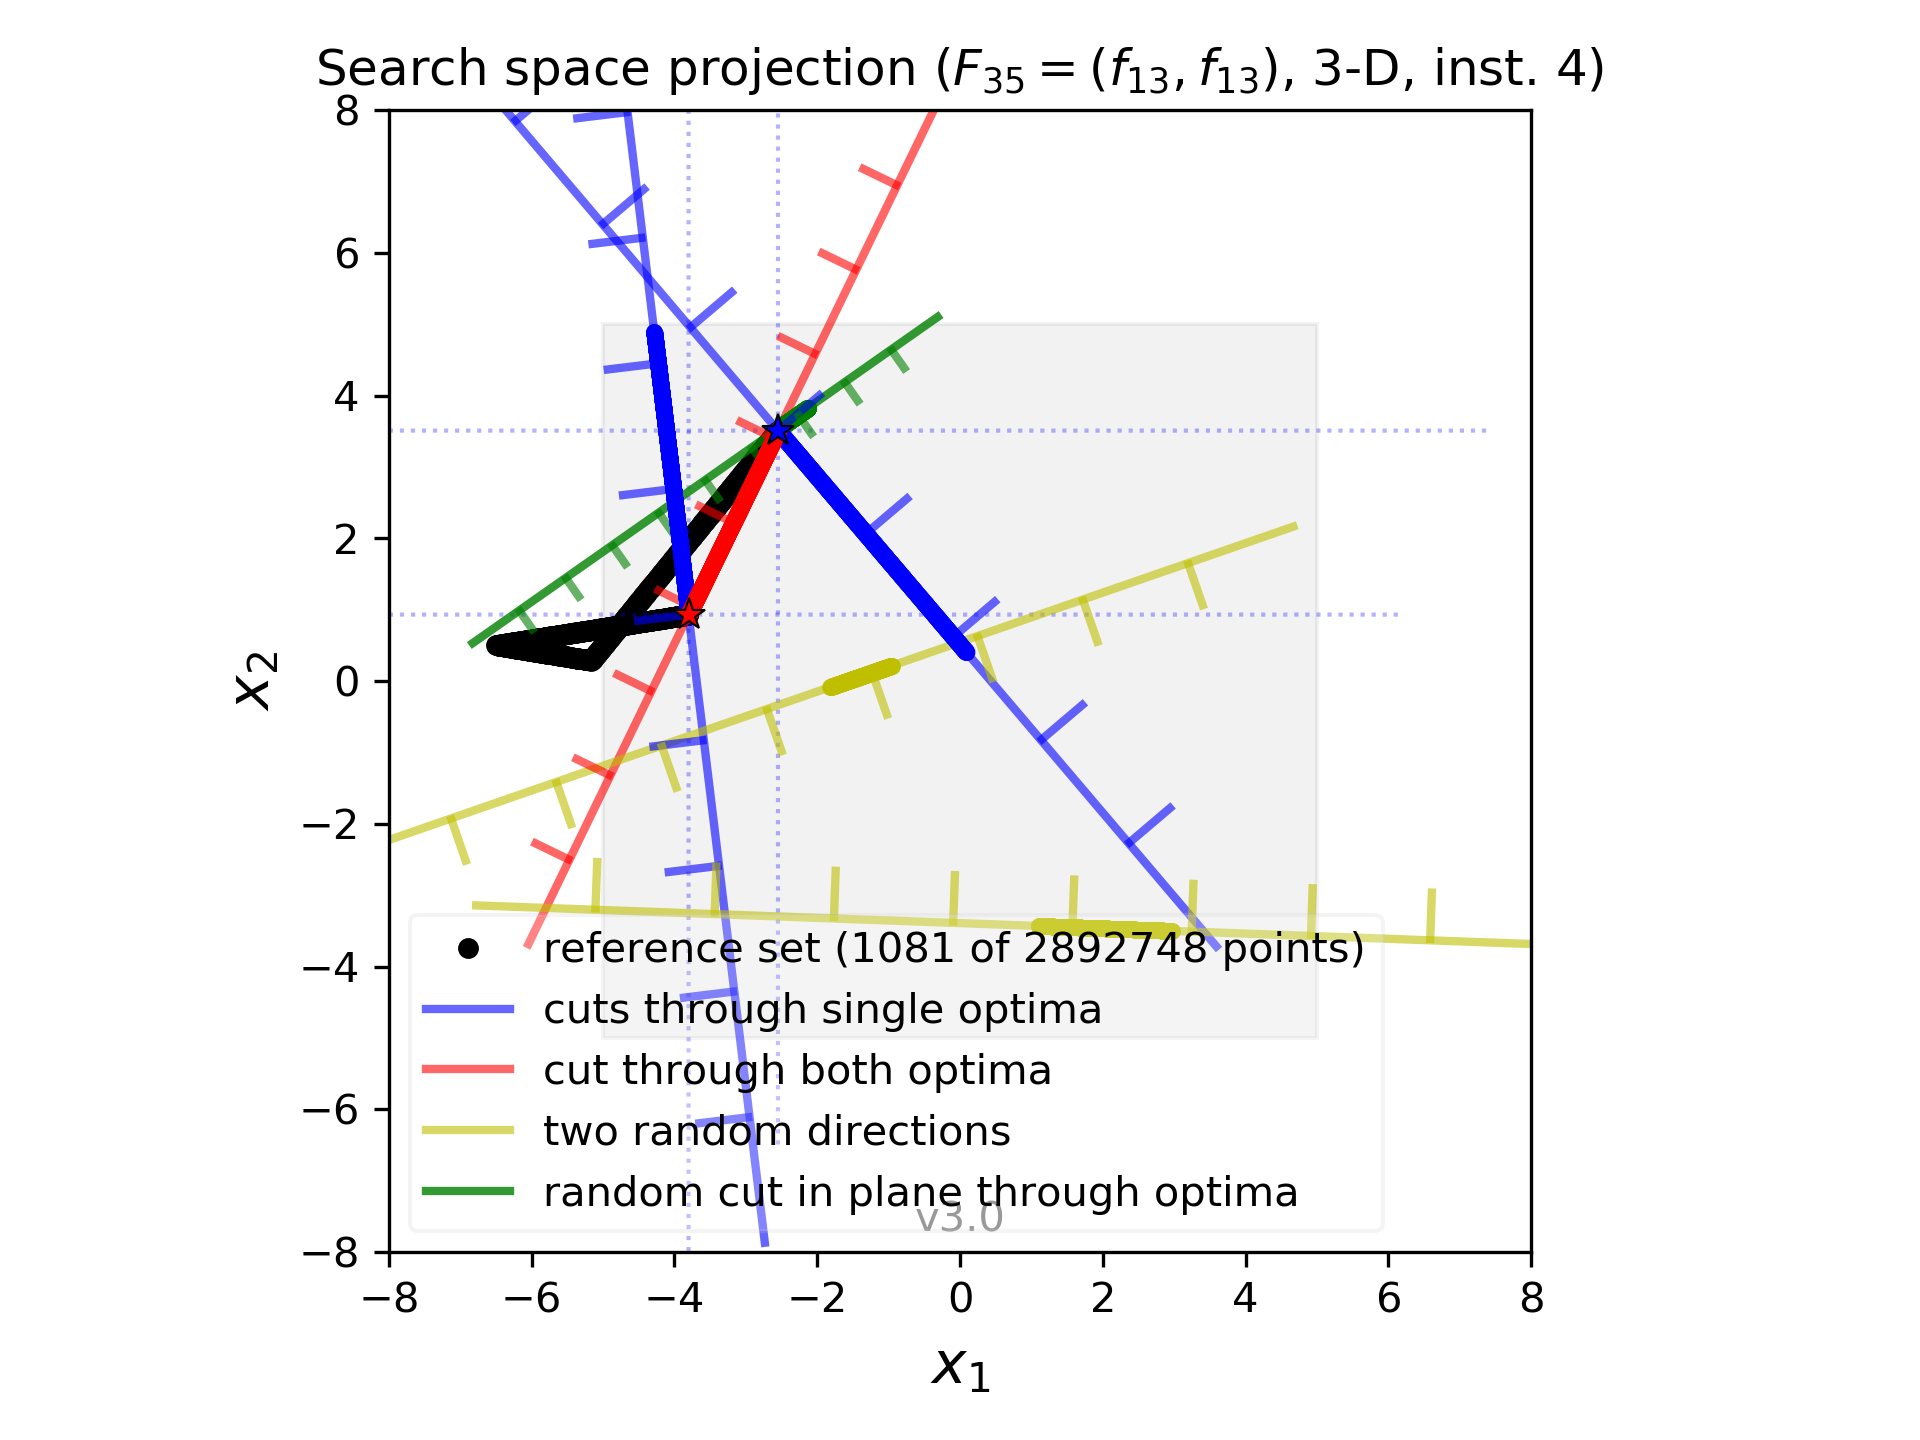 Search space projection (F35 = (f13, f13), 3-D, inst. 4)
8
6
4
2
0
−2
−4
−6
−8
x2
reference set (1081 of 2892748 points)
cuts through single optima
cut through both optima
two random directions
random cut in plane through optima
v3.0
−8 −6 −4 −2 0 2 4 6 8
x1